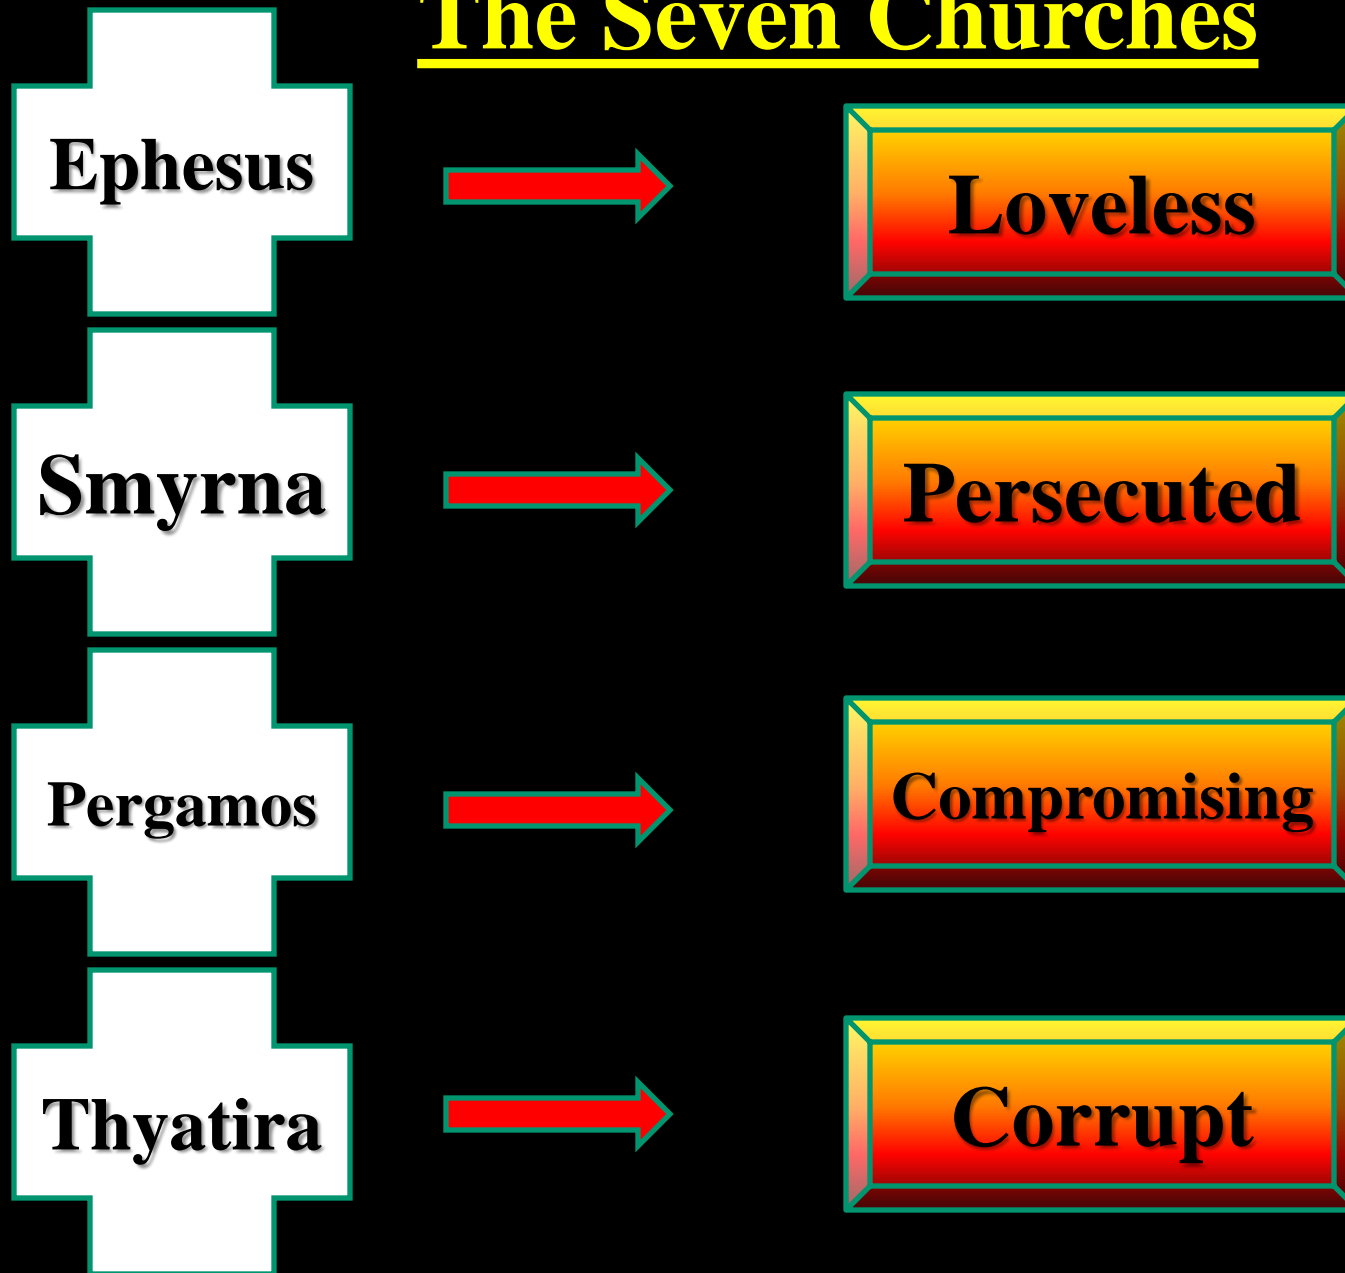 The Seven Churches
Ephesus
Loveless
Smyrna
Persecuted
Pergamos
Compromising
Thyatira
Corrupt